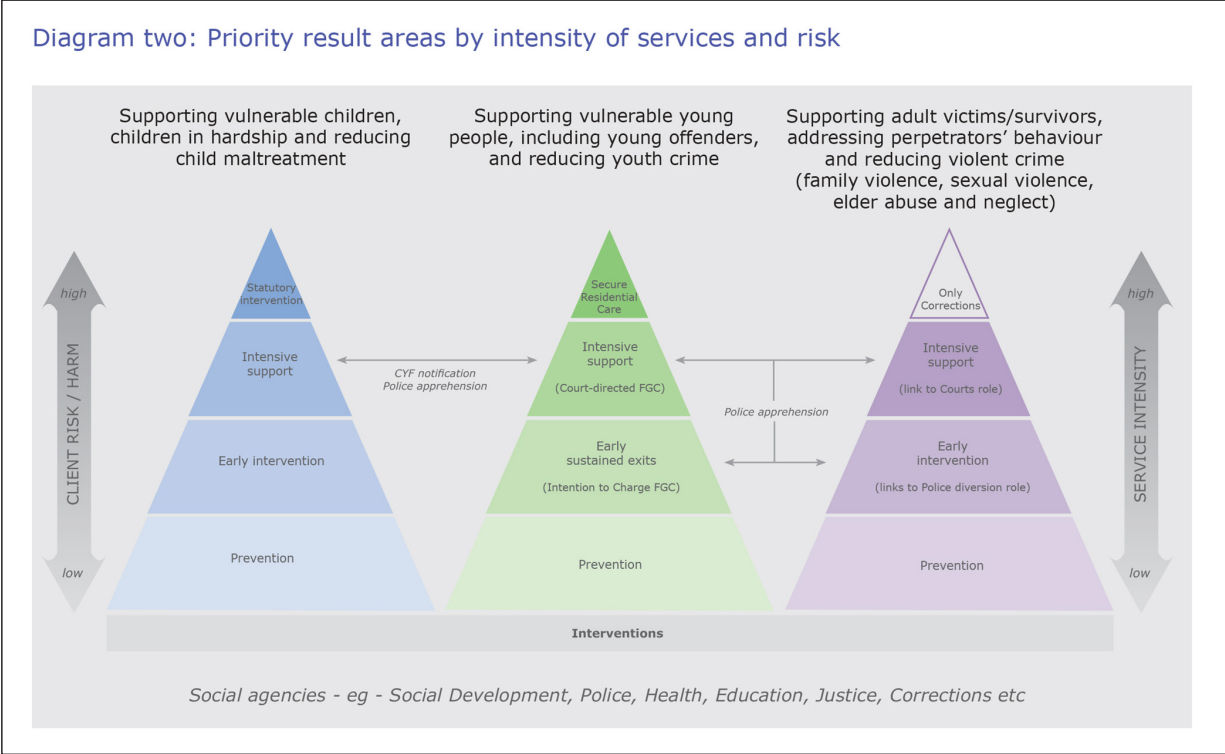 Diagram two: Priority result areas by intensity of services and risk
Supporting vulnerable children,
children in hardship and reducing
child maltreatment
Supporting vulnerable young
people, including young offenders,
and reducing youth crime
Supporting adult victims/survivors,
addressing perpetrators’ behaviour
and reducing violent crime
(family violence, sexual violence,
elder abuse and neglect)
high
CLIENT RISK / HARM
low
Statutory
intervention
Intensive
support
Early intervention
Prevention
CYF notification
Police apprehension
Secure
Residential
Care
Intensive
support
(Court-directed FGC)
Early
sustained exits
(Intention to Charge FGC)
Prevention
Police apprehension
Only
Corrections
Intensive
support
(link to Courts role)
Early
intervention
(links to Police diversion role)
Prevention
high
SERVICE INTENSITY
low
Interventions
Social agencies - eg - Social Development, Police, Health, Education, Justice, Corrections etc